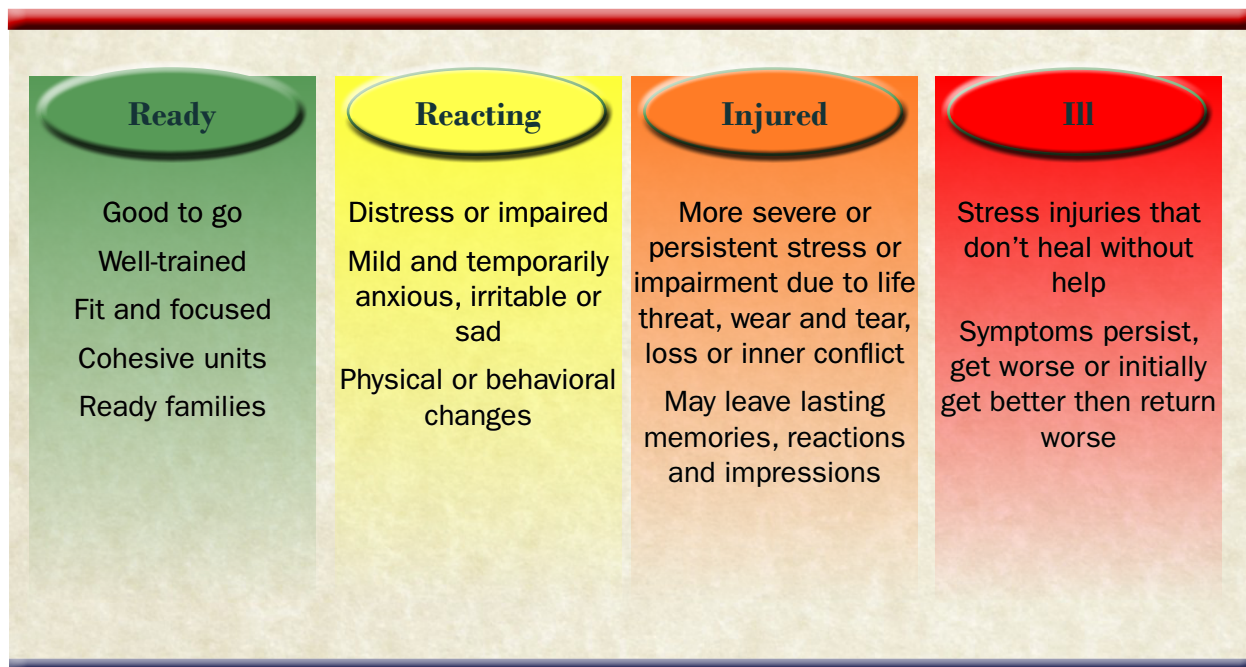 Ready
Good to go
Well-trained
Fit and focused
Cohesive units
Ready families
Reacting
Distress or impaired
Mild and temporarily
anxious, irritable or
sad
Physical or behavioral
changes
Injured
More severe or
persistent stress or
impairment due to life
threat, wear and tear,
loss or inner conflict
May leave lasting
memories, reactions
and impressions
Ill
Stress injuries that
don’t heal without
help
Symptoms persist,
get worse or initially
get better then return
worse